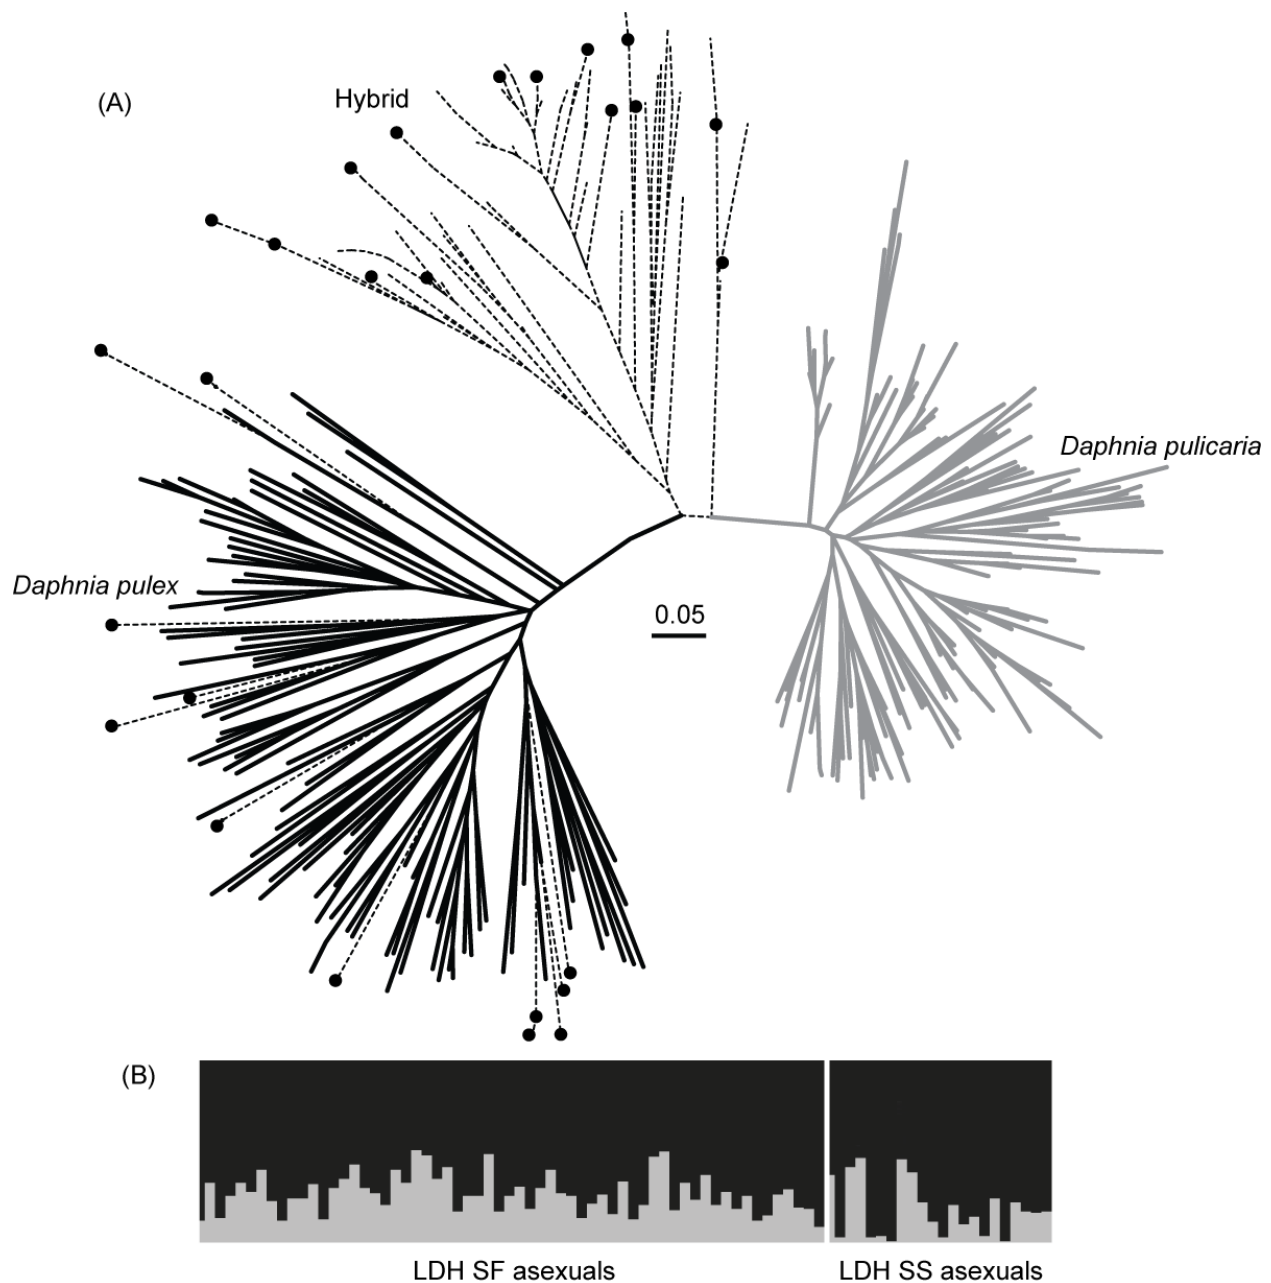 (A)
Hybrid
Daphnia pulicaria
Daphnia pulex
0.05
(B)
LDH SF asexuals
LDH SS asexuals